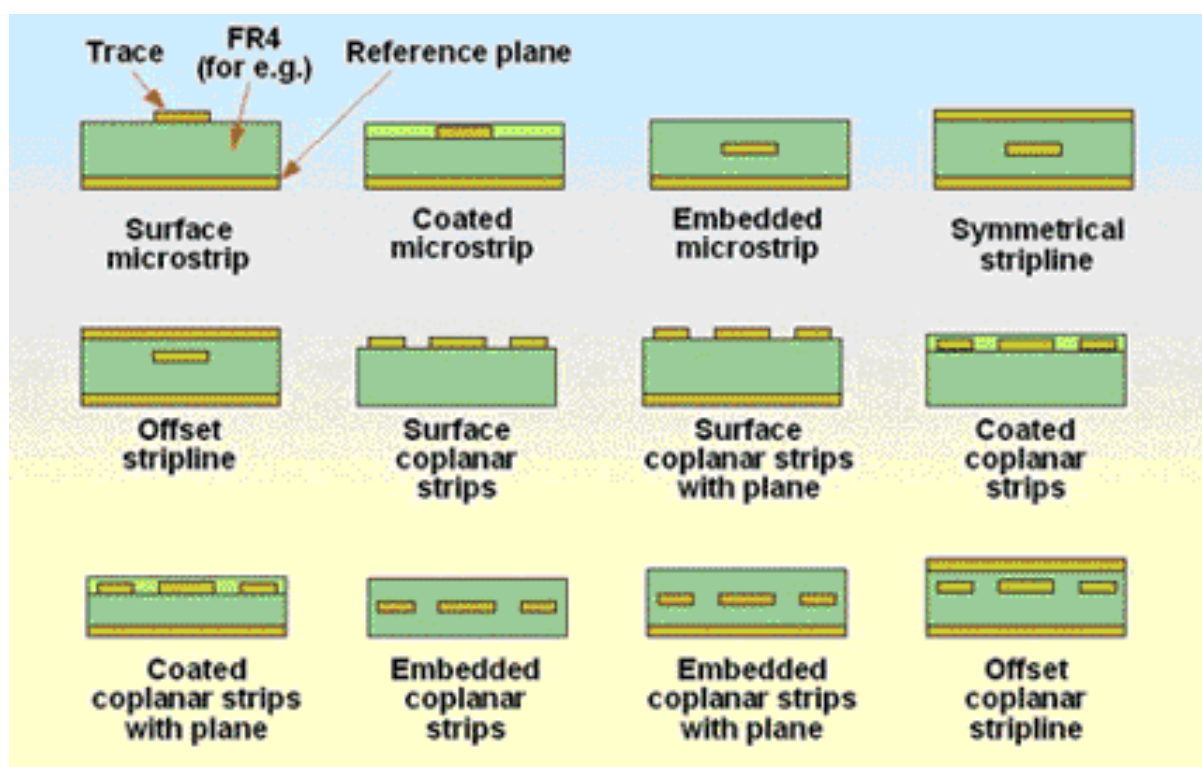 Trace
FR4
(for e.g.)
Reference plane
Surface
microstrip
Coated
microstrip
Embedded
microstrip
Symmetrical
stripline
Offset
stripline
Surface
coplanar
strips
Surface
coplanar strips
with plane
Coated
coplanar
strips
Coated
coplanar strips
with plane
Embedded
coplanar
strips
Embedded
coplanar strips
with plane
Offset
coplanar
stripline